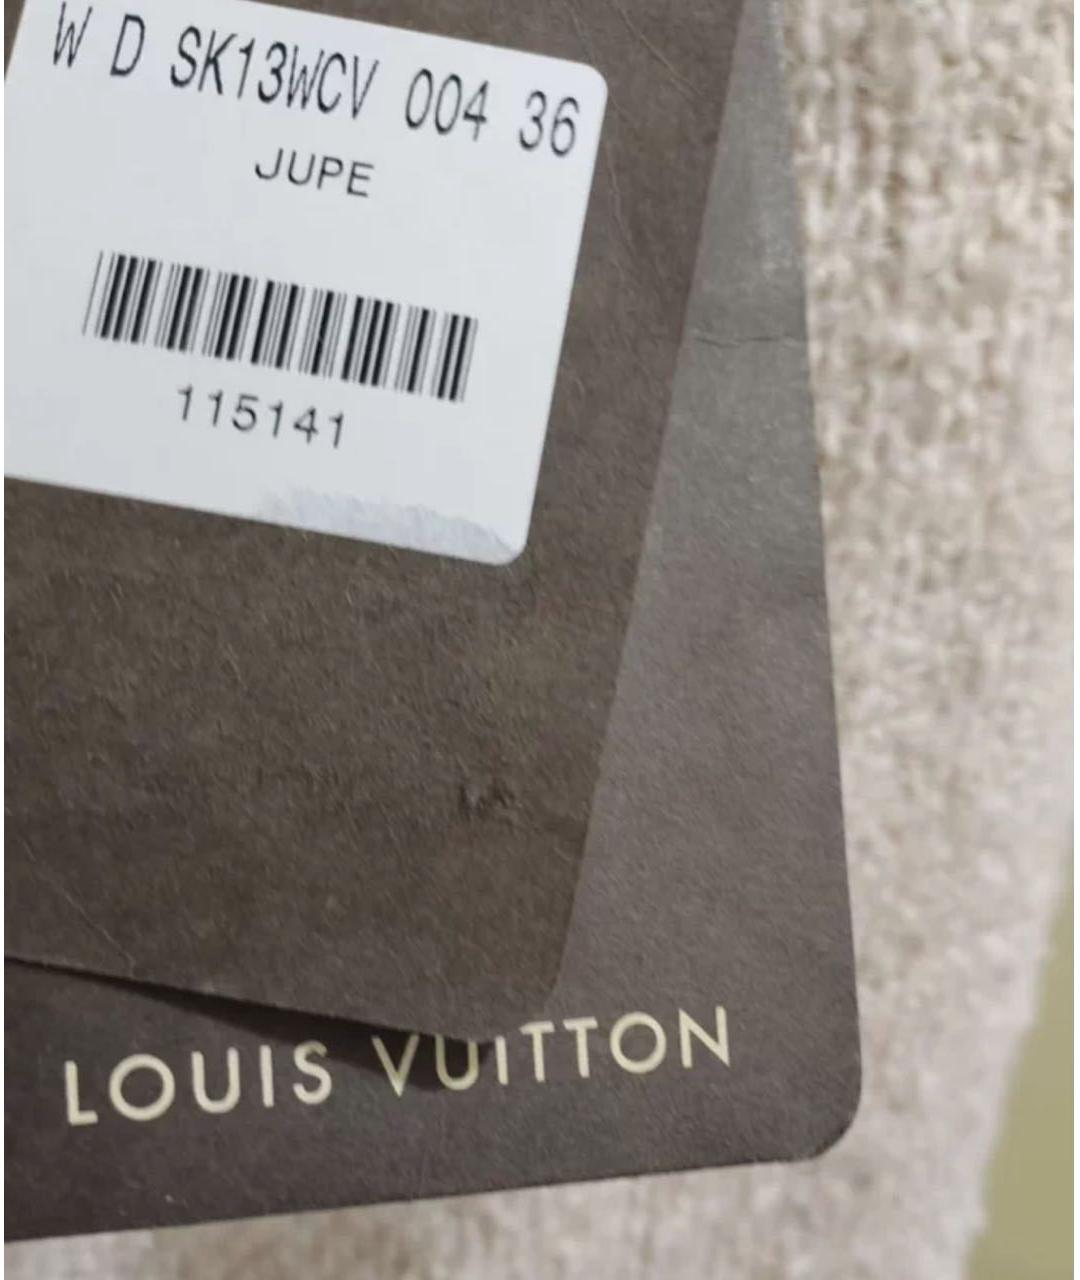 W D SK13WCV 004 36
JUPE
115141
LOUIS VUITTON